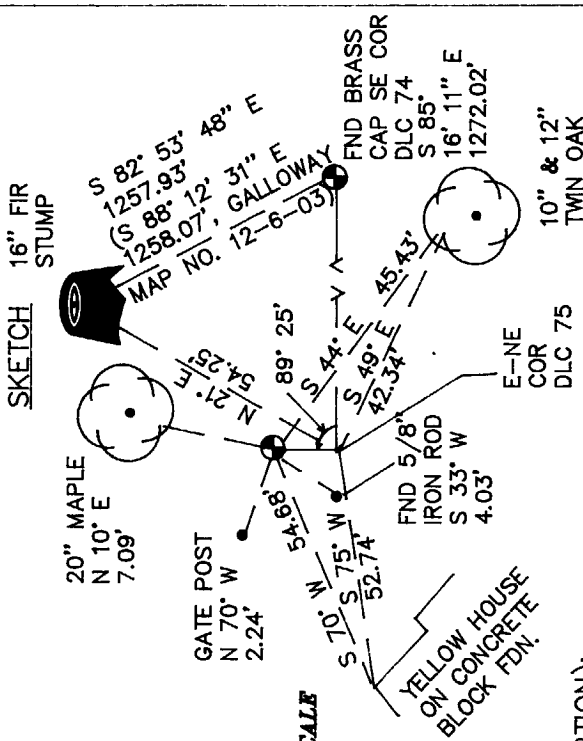 SKETCH
16" FIR
STUMP
S 82° 53' 48" E
1257.93'
(S 88° 12' 31" E
1258.07', GALLOWAY
MAP NO. 12-6-03)
FND BRASS
CAP SE COR
DLC 74
S 85°
16' 11" E
1272.02'
20" MAPLE
N 10° E
7.09'
N 21° E
54.25'
89° 25'
GATE POST
N 70° W
2.24'
S 44° E
45.43'
S 49° E
42.34'
10" & 12"
TWIN OAK
S 70° W 54.68'
S 75° W
52.74'
FND 5/8"
IRON ROD
S 33° W
4.03'
E-NE
COR
DLC 75
YELLOW HOUSE
ON CONCRETE
BLOCK FDN.
CALE
TION):